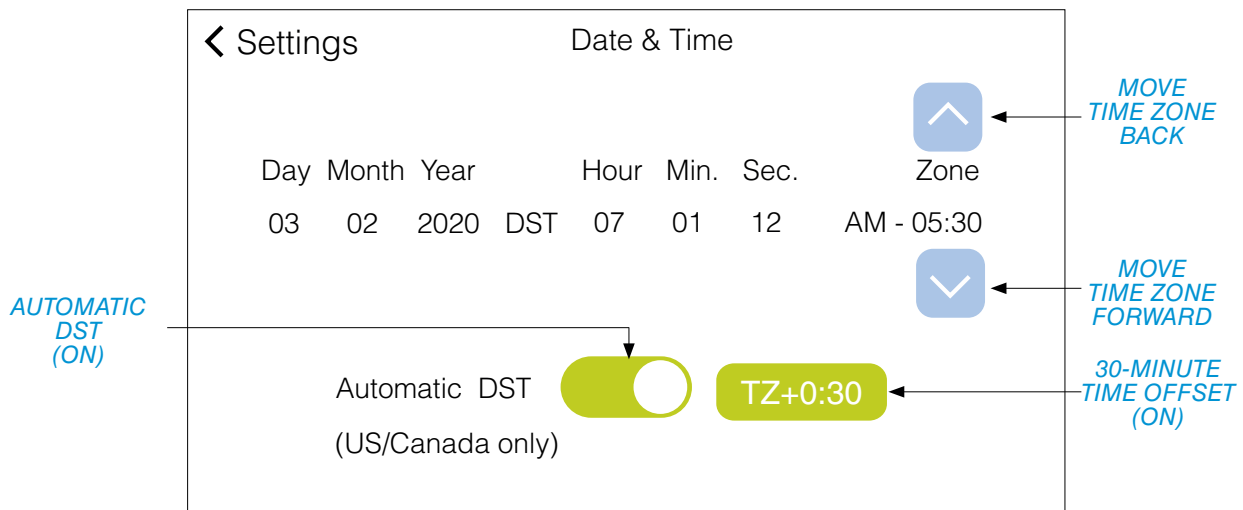 Settings
Date & Time
MOVE
TIME ZONE
BACK
Day Month Year Hour Min. Sec. Zone
03 02 2020 DST 07 01 12 AM - 05:30
MOVE
TIME ZONE
FORWARD
AUTOMATIC
DST
(ON)
Automatic DST
(US/Canada only)
TZ+0:30
30-MINUTE
TIME OFFSET
(ON)